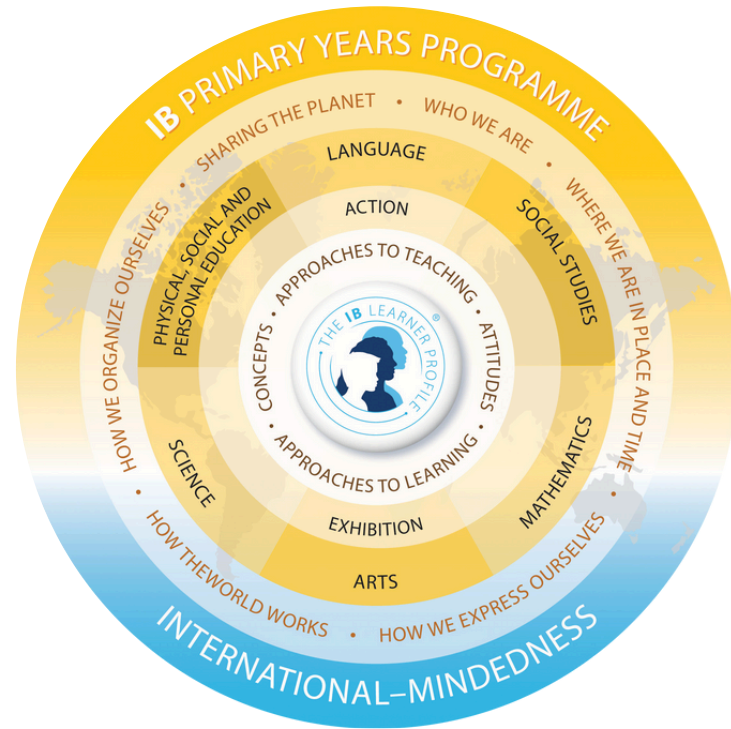 IB PRIMARY YEARS PROGRAMME
SHARING THE PLANET • WHO WE ARE • WHERE WE ARE IN PLACE AND TIME • HOW WE EXPRESS OURSELVES • HOW THEWORLD WORKS • HOW WE ORGANIZE OURSELVES •
LANGUAGE
SOCIAL STUDIES
MATHEMATICS
ARTS
SCIENCE
PHYSICAL, SOCIAL AND
PERSONAL EDUCATION
ACTION
EXHIBITION
APPROACHES TO TEACHING • ATTITUDES • APPROACHES TO LEARNING • CONCEPTS •
THE IB LEARNER PROFILE ®
INTERNATIONAL–MINDEDNESS